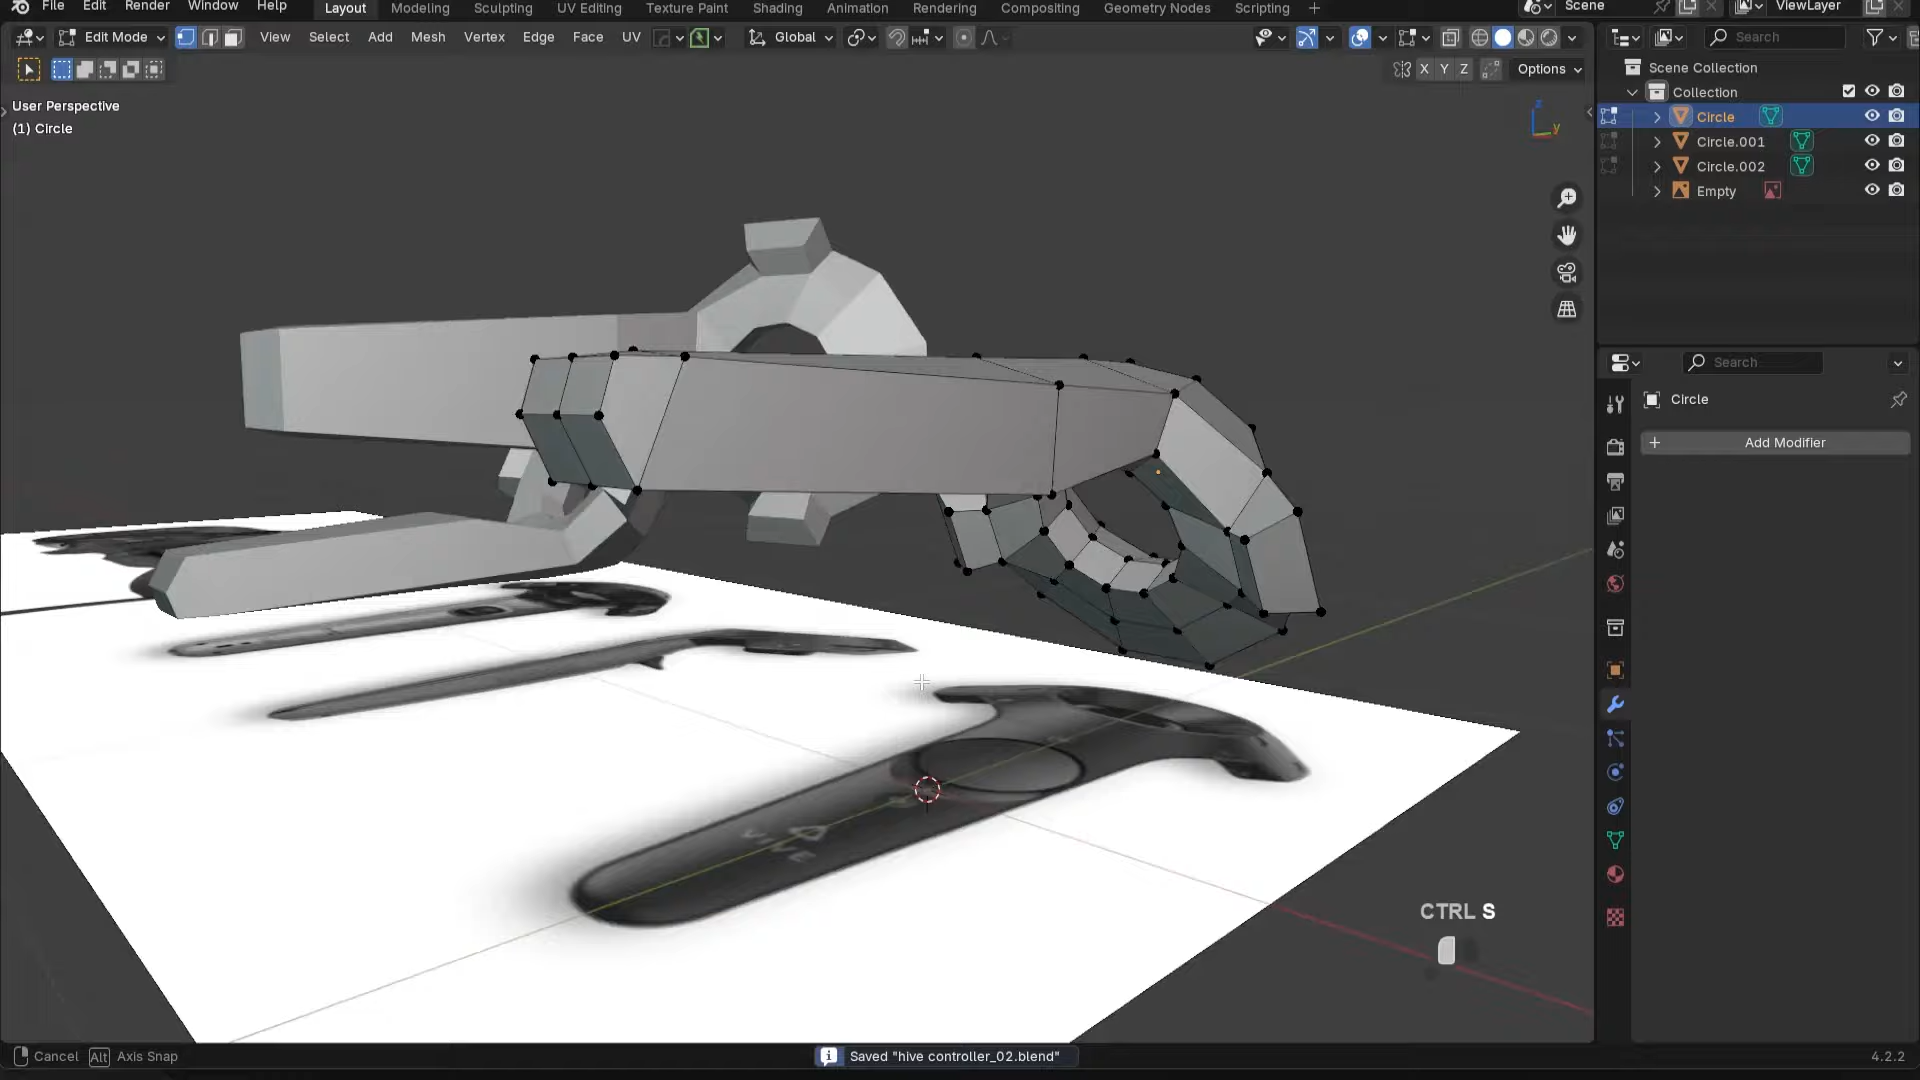 File Edit Render Window Help Layout Modeling Sculpting UV Editing Texture Paint Shading Animation Rendering Compositing Geometry Nodes Scripting + Scene ViewLayer
Edit Mode View Select Add Mesh Vertex Edge Face UV Global Search
X Y Z Options
User Perspective
(1) Circle
Scene Collection
Collection
Circle
Circle.001
Circle.002
Empty
Z
Y
Search
Circle
+ Add Modifier
VIVE
CTRL S
Cancel Alt Axis Snap Saved "hive controller_02.blend" 4.2.2